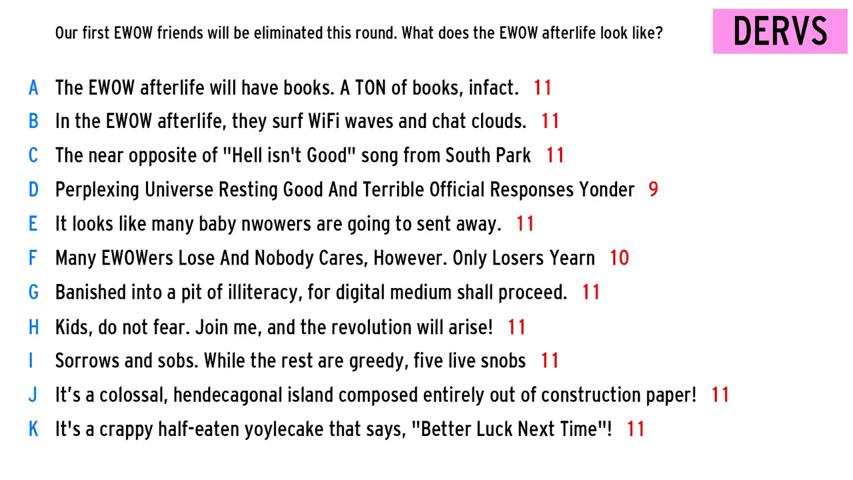 Our first EWOW friends will be eliminated this round. What does the EWOW afterlife look like?
DERVS
A The EWOW afterlife will have books. A TON of books, infact. 11
B In the EWOW afterlife, they surf WiFi waves and chat clouds. 11
C The near opposite of "Hell isn't Good" song from South Park 11
D Perplexing Universe Resting Good And Terrible Official Responses Yonder 9
E It looks like many baby nwowers are going to sent away. 11
F Many EWOWers Lose And Nobody Cares, However. Only Losers Yearn 10
G Banished into a pit of illiteracy, for digital medium shall proceed. 11
H Kids, do not fear. Join me, and the revolution will arise! 11
I Sorrows and sobs. While the rest are greedy, five live snobs 11
J It’s a colossal, hendecagonal island composed entirely out of construction paper! 11
K It's a crappy half-eaten yoylecake that says, "Better Luck Next Time"! 11